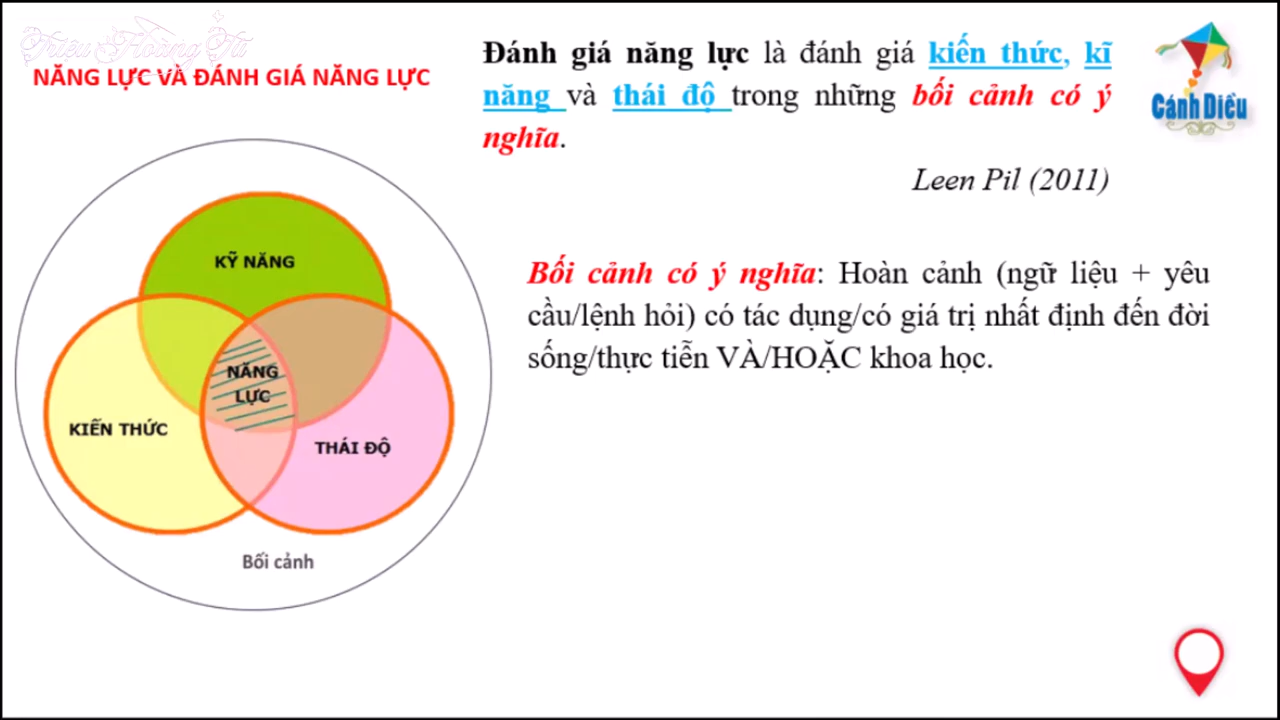 Triệu Hoàng Tú
NĂNG LỰC VÀ ĐÁNH GIÁ NĂNG LỰC
Đánh giá năng lực là đánh giá kiến thức, kĩ
năng và thái độ trong những bối cảnh có ý
nghĩa.
Leen Pil (2011)
Cánh Diều
Bối cảnh có ý nghĩa: Hoàn cảnh (ngữ liệu + yêu
cầu/lệnh hỏi) có tác dụng/có giá trị nhất định đến đời
sống/thực tiễn VÀ/HOẶC khoa học.
KỸ NĂNG
NĂNG
LỰC
KIẾN THỨC
THÁI ĐỘ
Bối cảnh